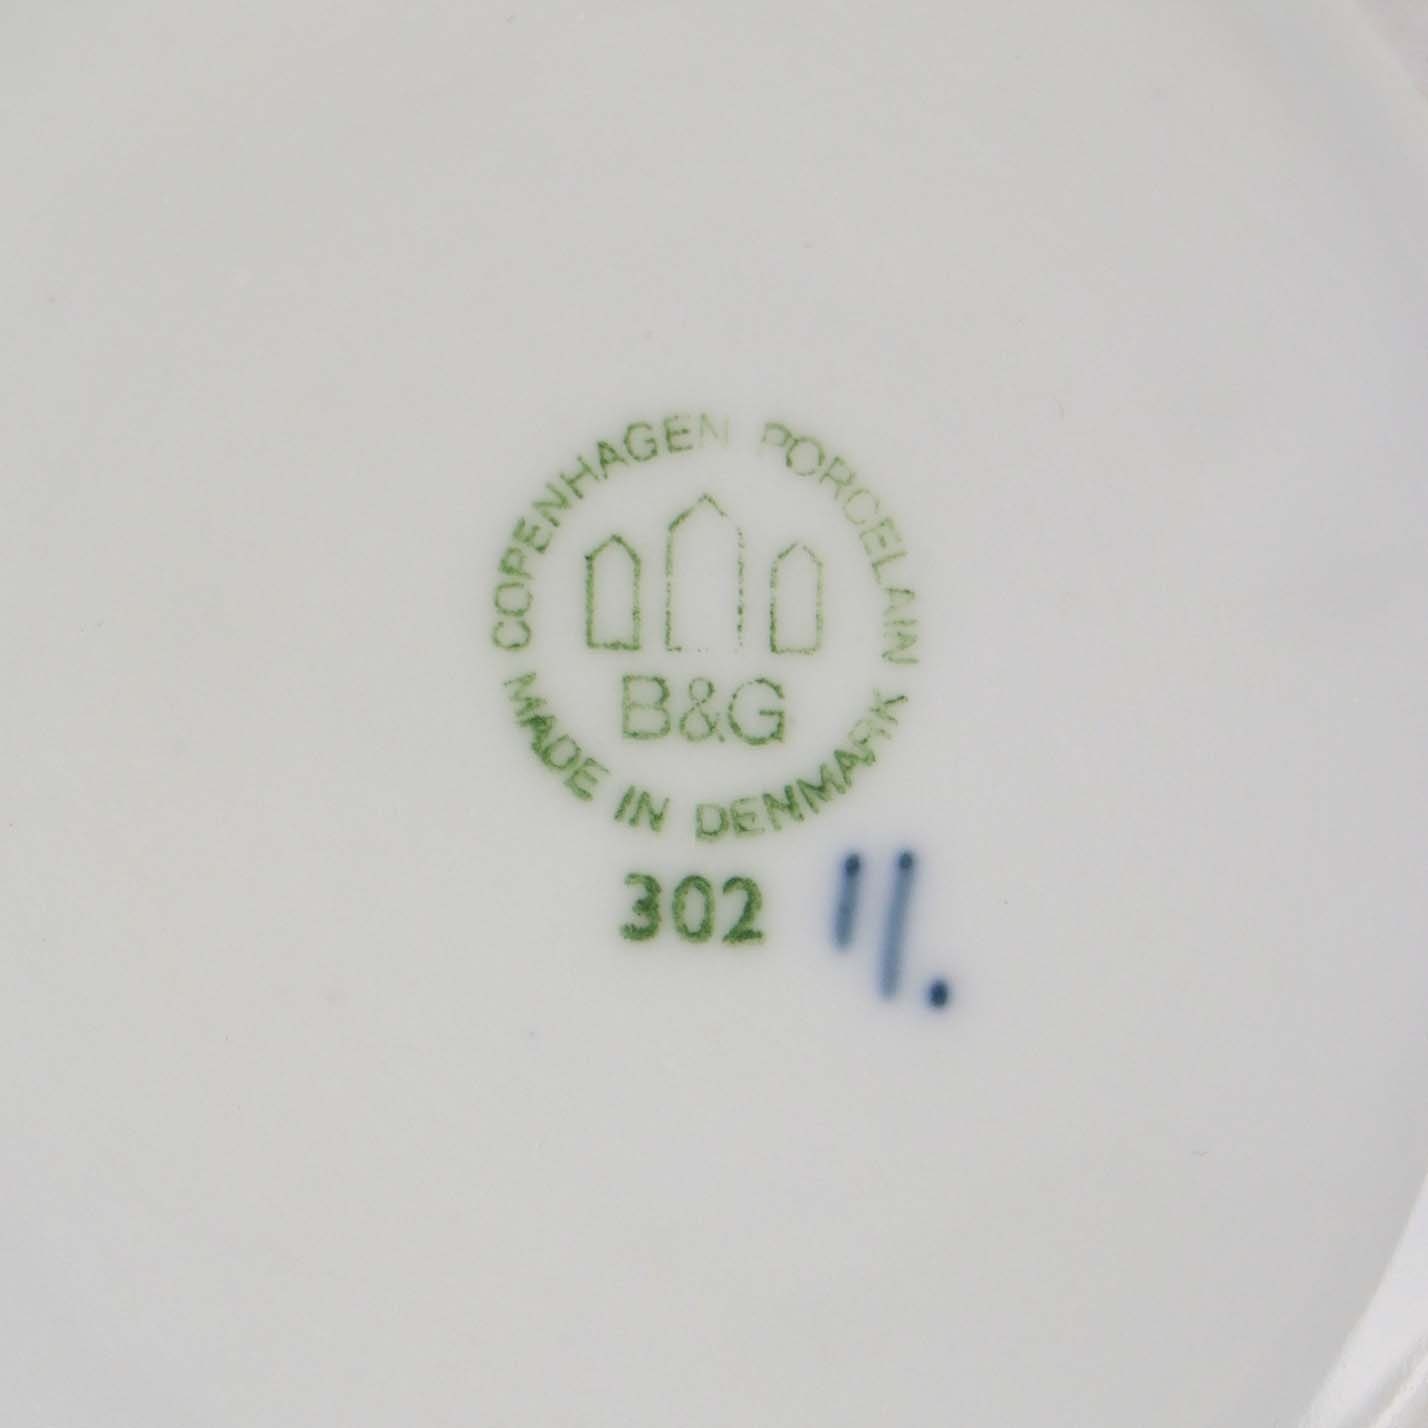 COPENHAGEN PORCELAIN
B&G
MADE IN DENMARK
302